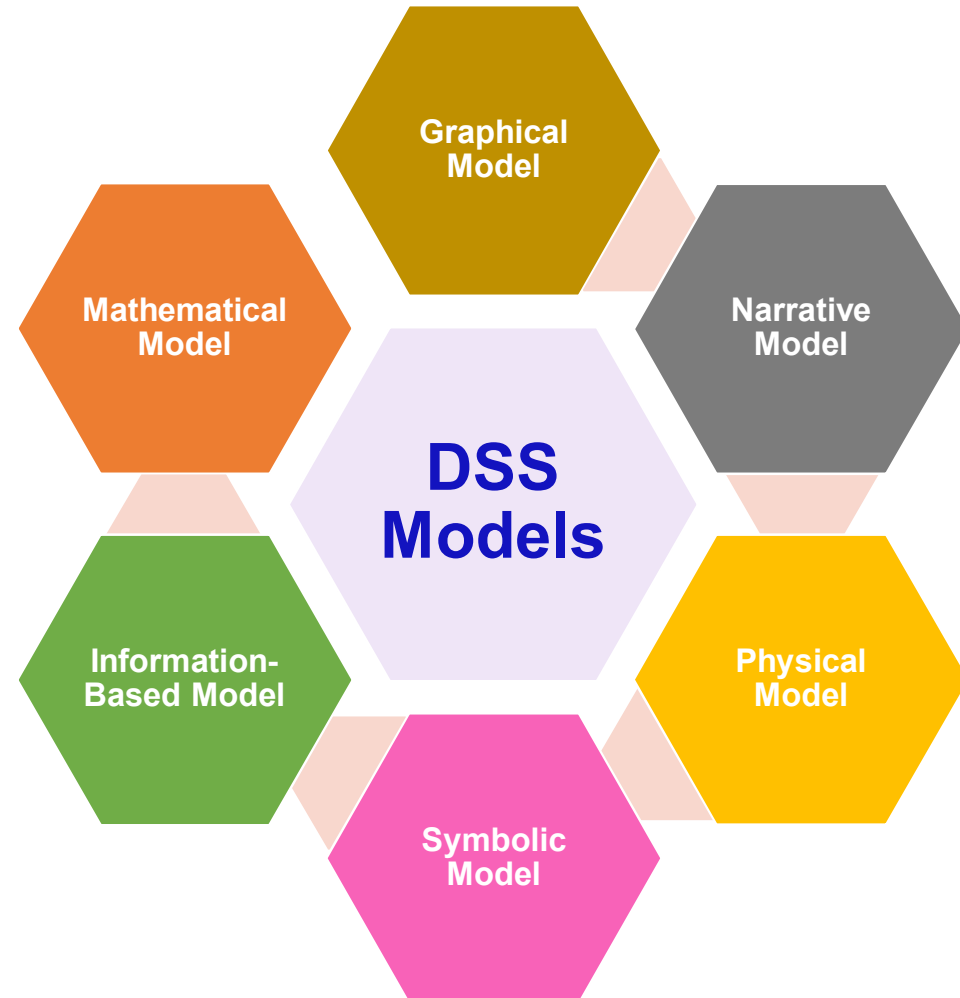 Graphical
Model
Narrative
Model
Physical
Model
Symbolic
Model
Information-
Based Model
Mathematical
Model
DSS
Models